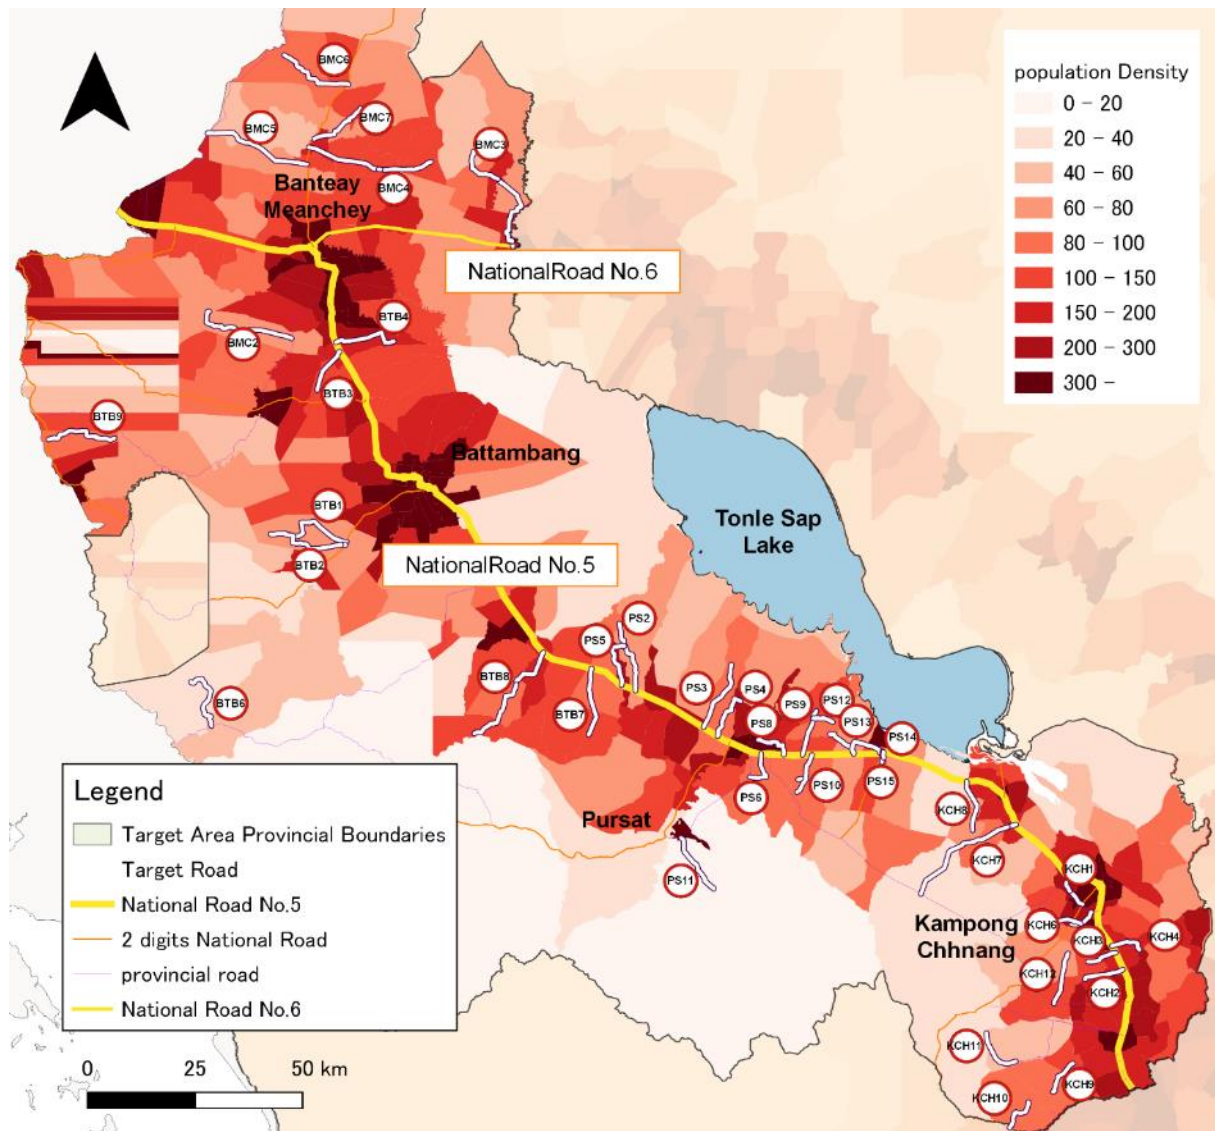 BMC6
BMC7
BMC5
BMC3
BMC4
Banteay
Meanchey
population Density
0 – 20
20 – 40
40 – 60
60 – 80
80 – 100
100 – 150
150 – 200
200 – 300
300 –
NationalRoad No.6
BTB4
BMC2
BTB3
BTB9
Battambang
BTB1
BTB2
NationalRoad No.5
Tonle Sap
Lake
PS2
PS5
BTB8
BTB7
BTB6
PS3
PS4
PS8
PS9
PS12
PS13
PS14
PS6
PS10
PS15
Pursat
PS11
KCH8
KCH7
KCH1
KCH6
KCH3
KCH4
Kampong
Chhnang
KCH12
KCH2
KCH11
KCH9
KCH10
Legend
Target Area Provincial Boundaries
Target Road
National Road No.5
2 digits National Road
provincial road
National Road No.6
0 25 50 km